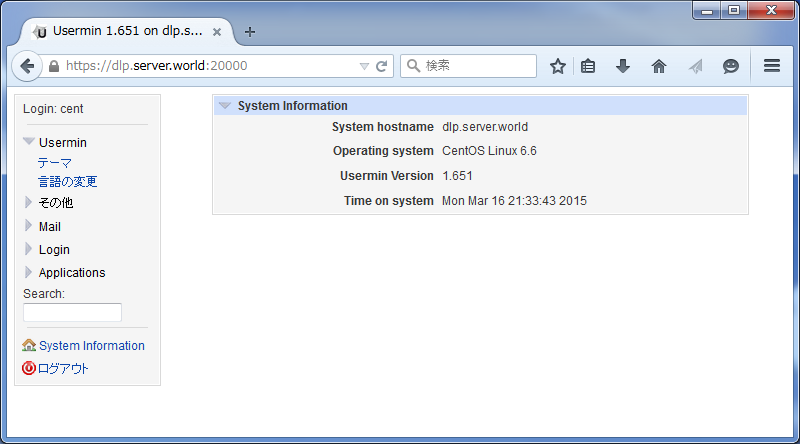 Usermin 1.651 on dlp.s...
https://dlp.server.world:20000
検索
Login: cent
Usermin
テーマ
言語の変更
その他
Mail
Login
Applications
Search:
System Information
ログアウト
System Information
System hostname dlp.server.world
Operating system CentOS Linux 6.6
Usermin Version 1.651
Time on system Mon Mar 16 21:33:43 2015